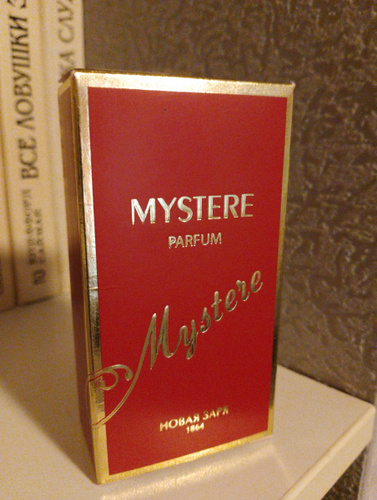 MYSTERE
PARFUM
Mystere
НОВАЯ ЗАРЯ
1864
ВСЕ ЛОВУШКИ